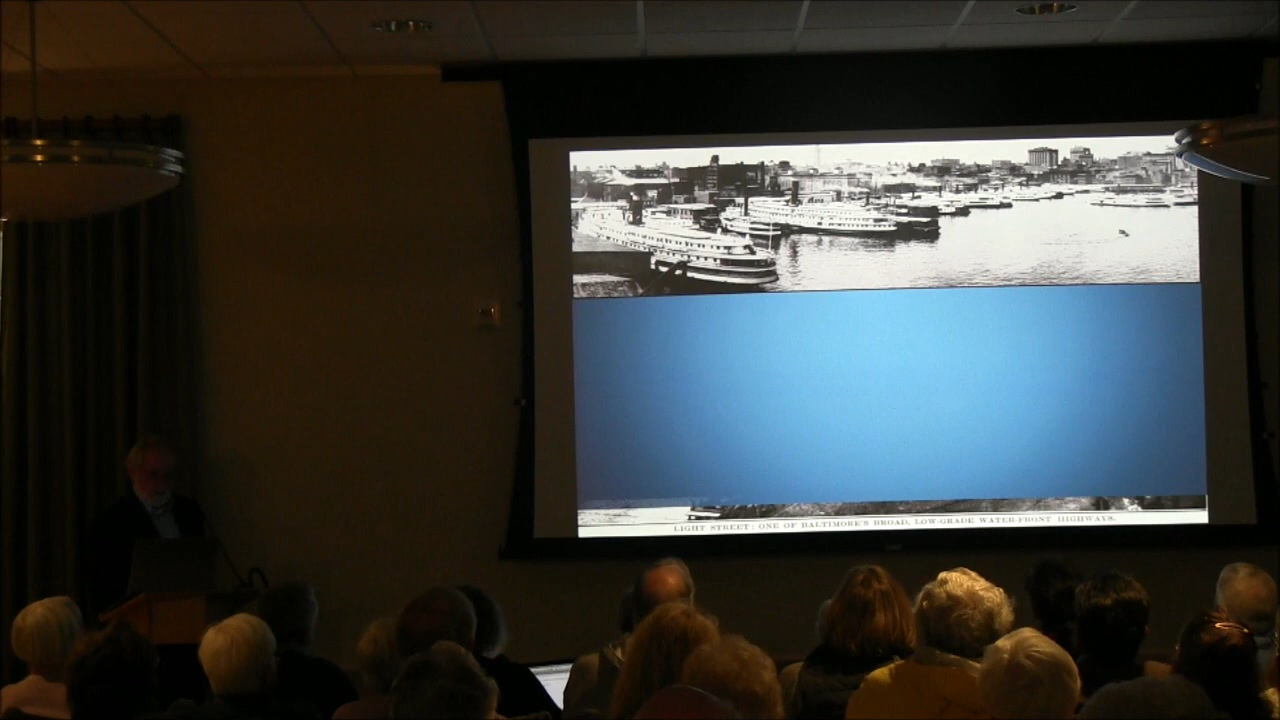 LIGHT STREET: ONE OF BALTIMORE'S BROAD, LOW-GRADE WATER-FRONT HIGHWAYS.